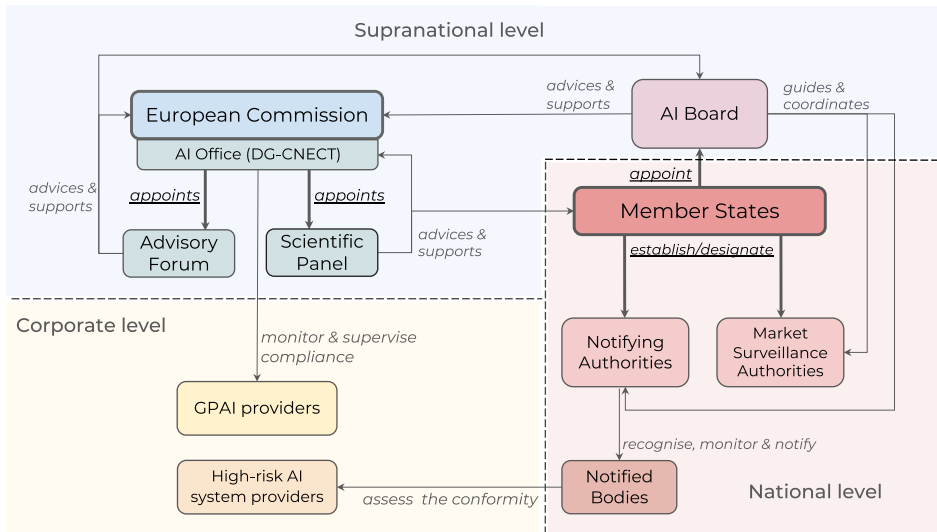 Supranational level
advices &
supports
guides &
coordinates
European Commission
AI Board
AI Office (DG-CNECT)
appoint
advices &
supports
appoints
appoints
Member States
Advisory
Forum
Scientific
Panel
advices &
supports
establish/designate
Corporate level
monitor & supervise
compliance
Notifying
Authorities
Market
Surveillance
Authorities
GPAI providers
recognise, monitor & notify
High-risk AI
system providers
assess the conformity
Notified
Bodies
National level